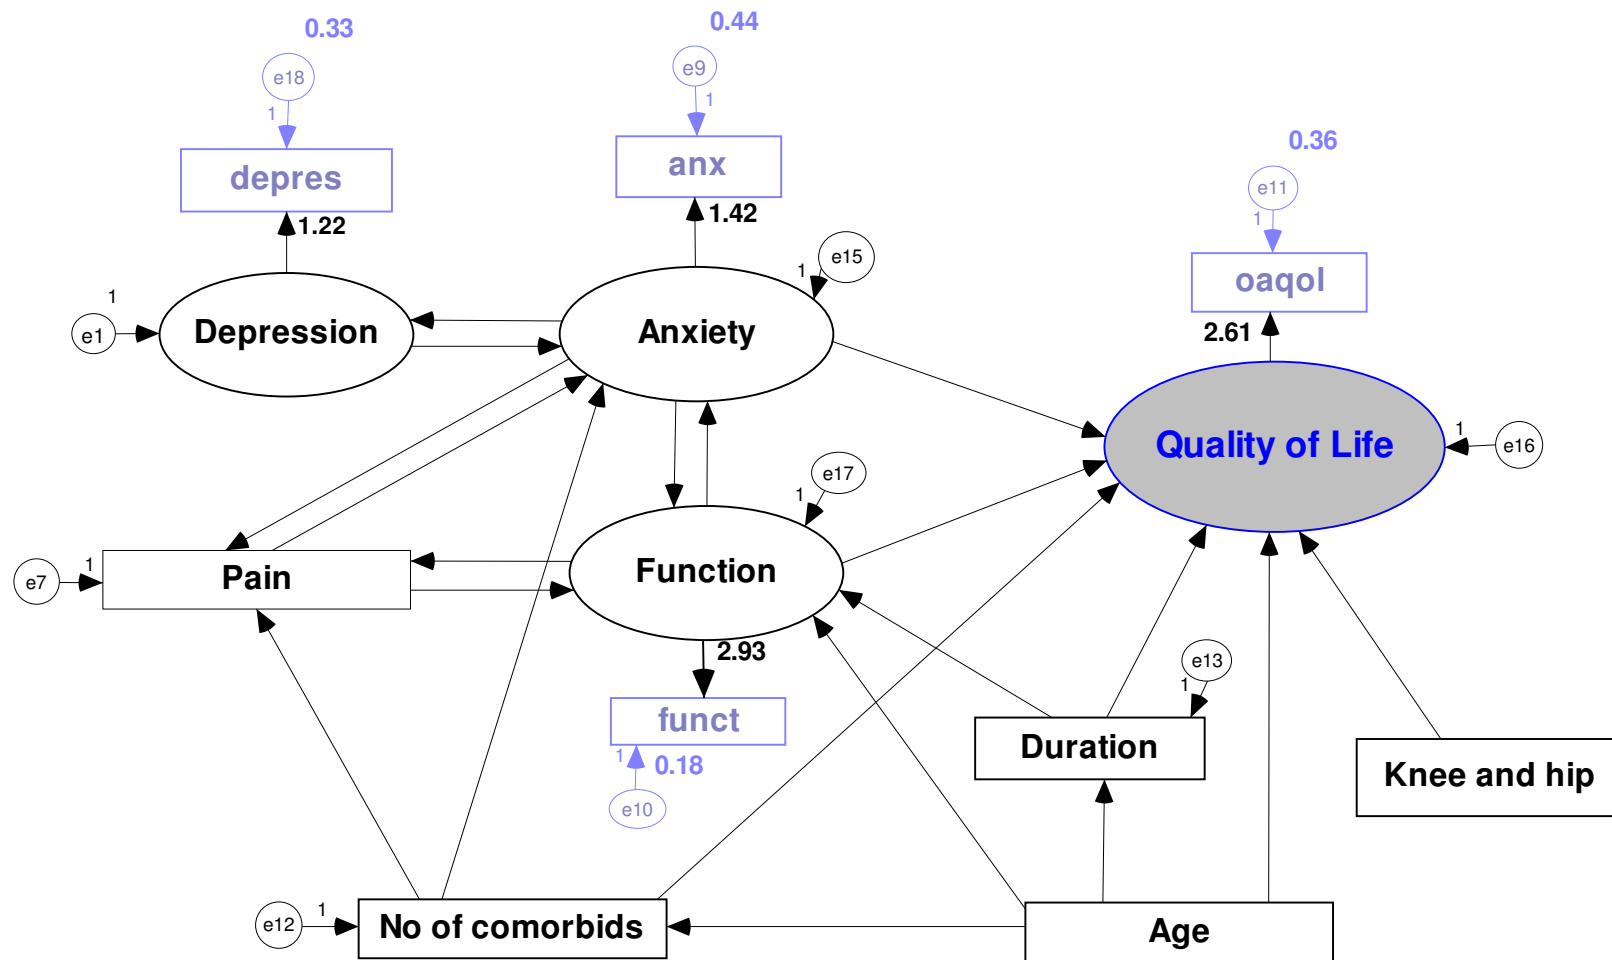 0.33
0.44
e18
e9
1
1
depres
anx
0.36
e11
1
1.22
1.42
oaqol
1
e15
1
e1
Depression
Anxiety
2.61
Quality of Life
1
e16
e17
1
e7
1
Pain
Function
2.93
funct
1
0.18
e10
e13
1
Duration
Knee and hip
e12
1
No of comorbids
Age